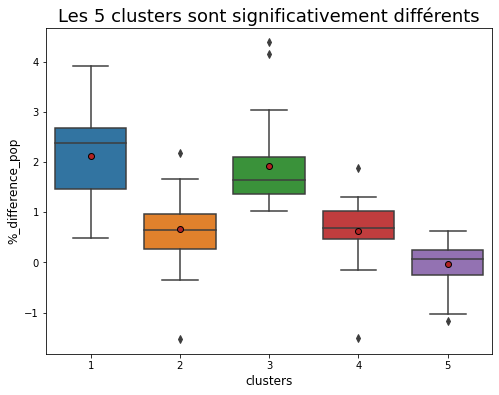 Les 5 clusters sont significativement différents
%_difference_pop
4
3
2
1
0
−1
1 2 3 4 5
clusters